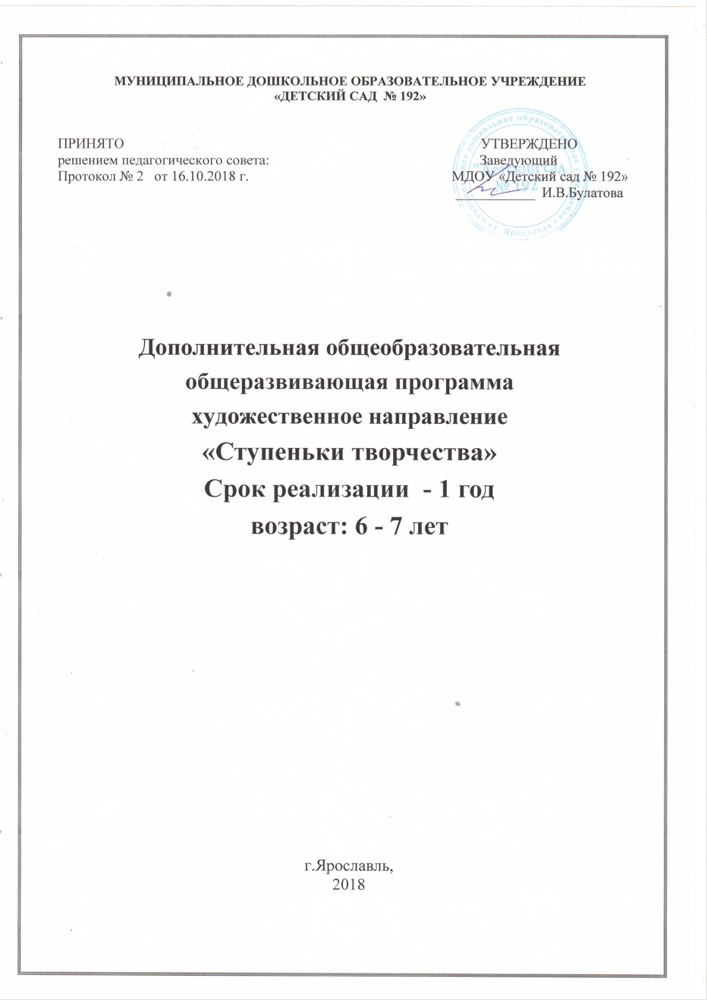 МУНИЦИПАЛЬНОЕ ДОШКОЛЬНОЕ ОБРАЗОВАТЕЛЬНОЕ УЧРЕЖДЕНИЕ
«ДЕТСКИЙ САД № 192»
ПРИНЯТО
решением педагогического совета:
Протокол № 2 от 16.10.2018 г.
УТВЕРЖДЕНО
Заведующий
МДОУ «Детский сад № 192»
____________ И.В.Булатова
муниципальное дошкольное образовательное учреждение • г. Ярославль •
“Детский сад
№ 192”
Дополнительная общеобразовательная
общеразвивающая программа
художественное направление
«Ступеньки творчества»
Срок реализации - 1 год
возраст: 6 - 7 лет
г.Ярославль,
2018